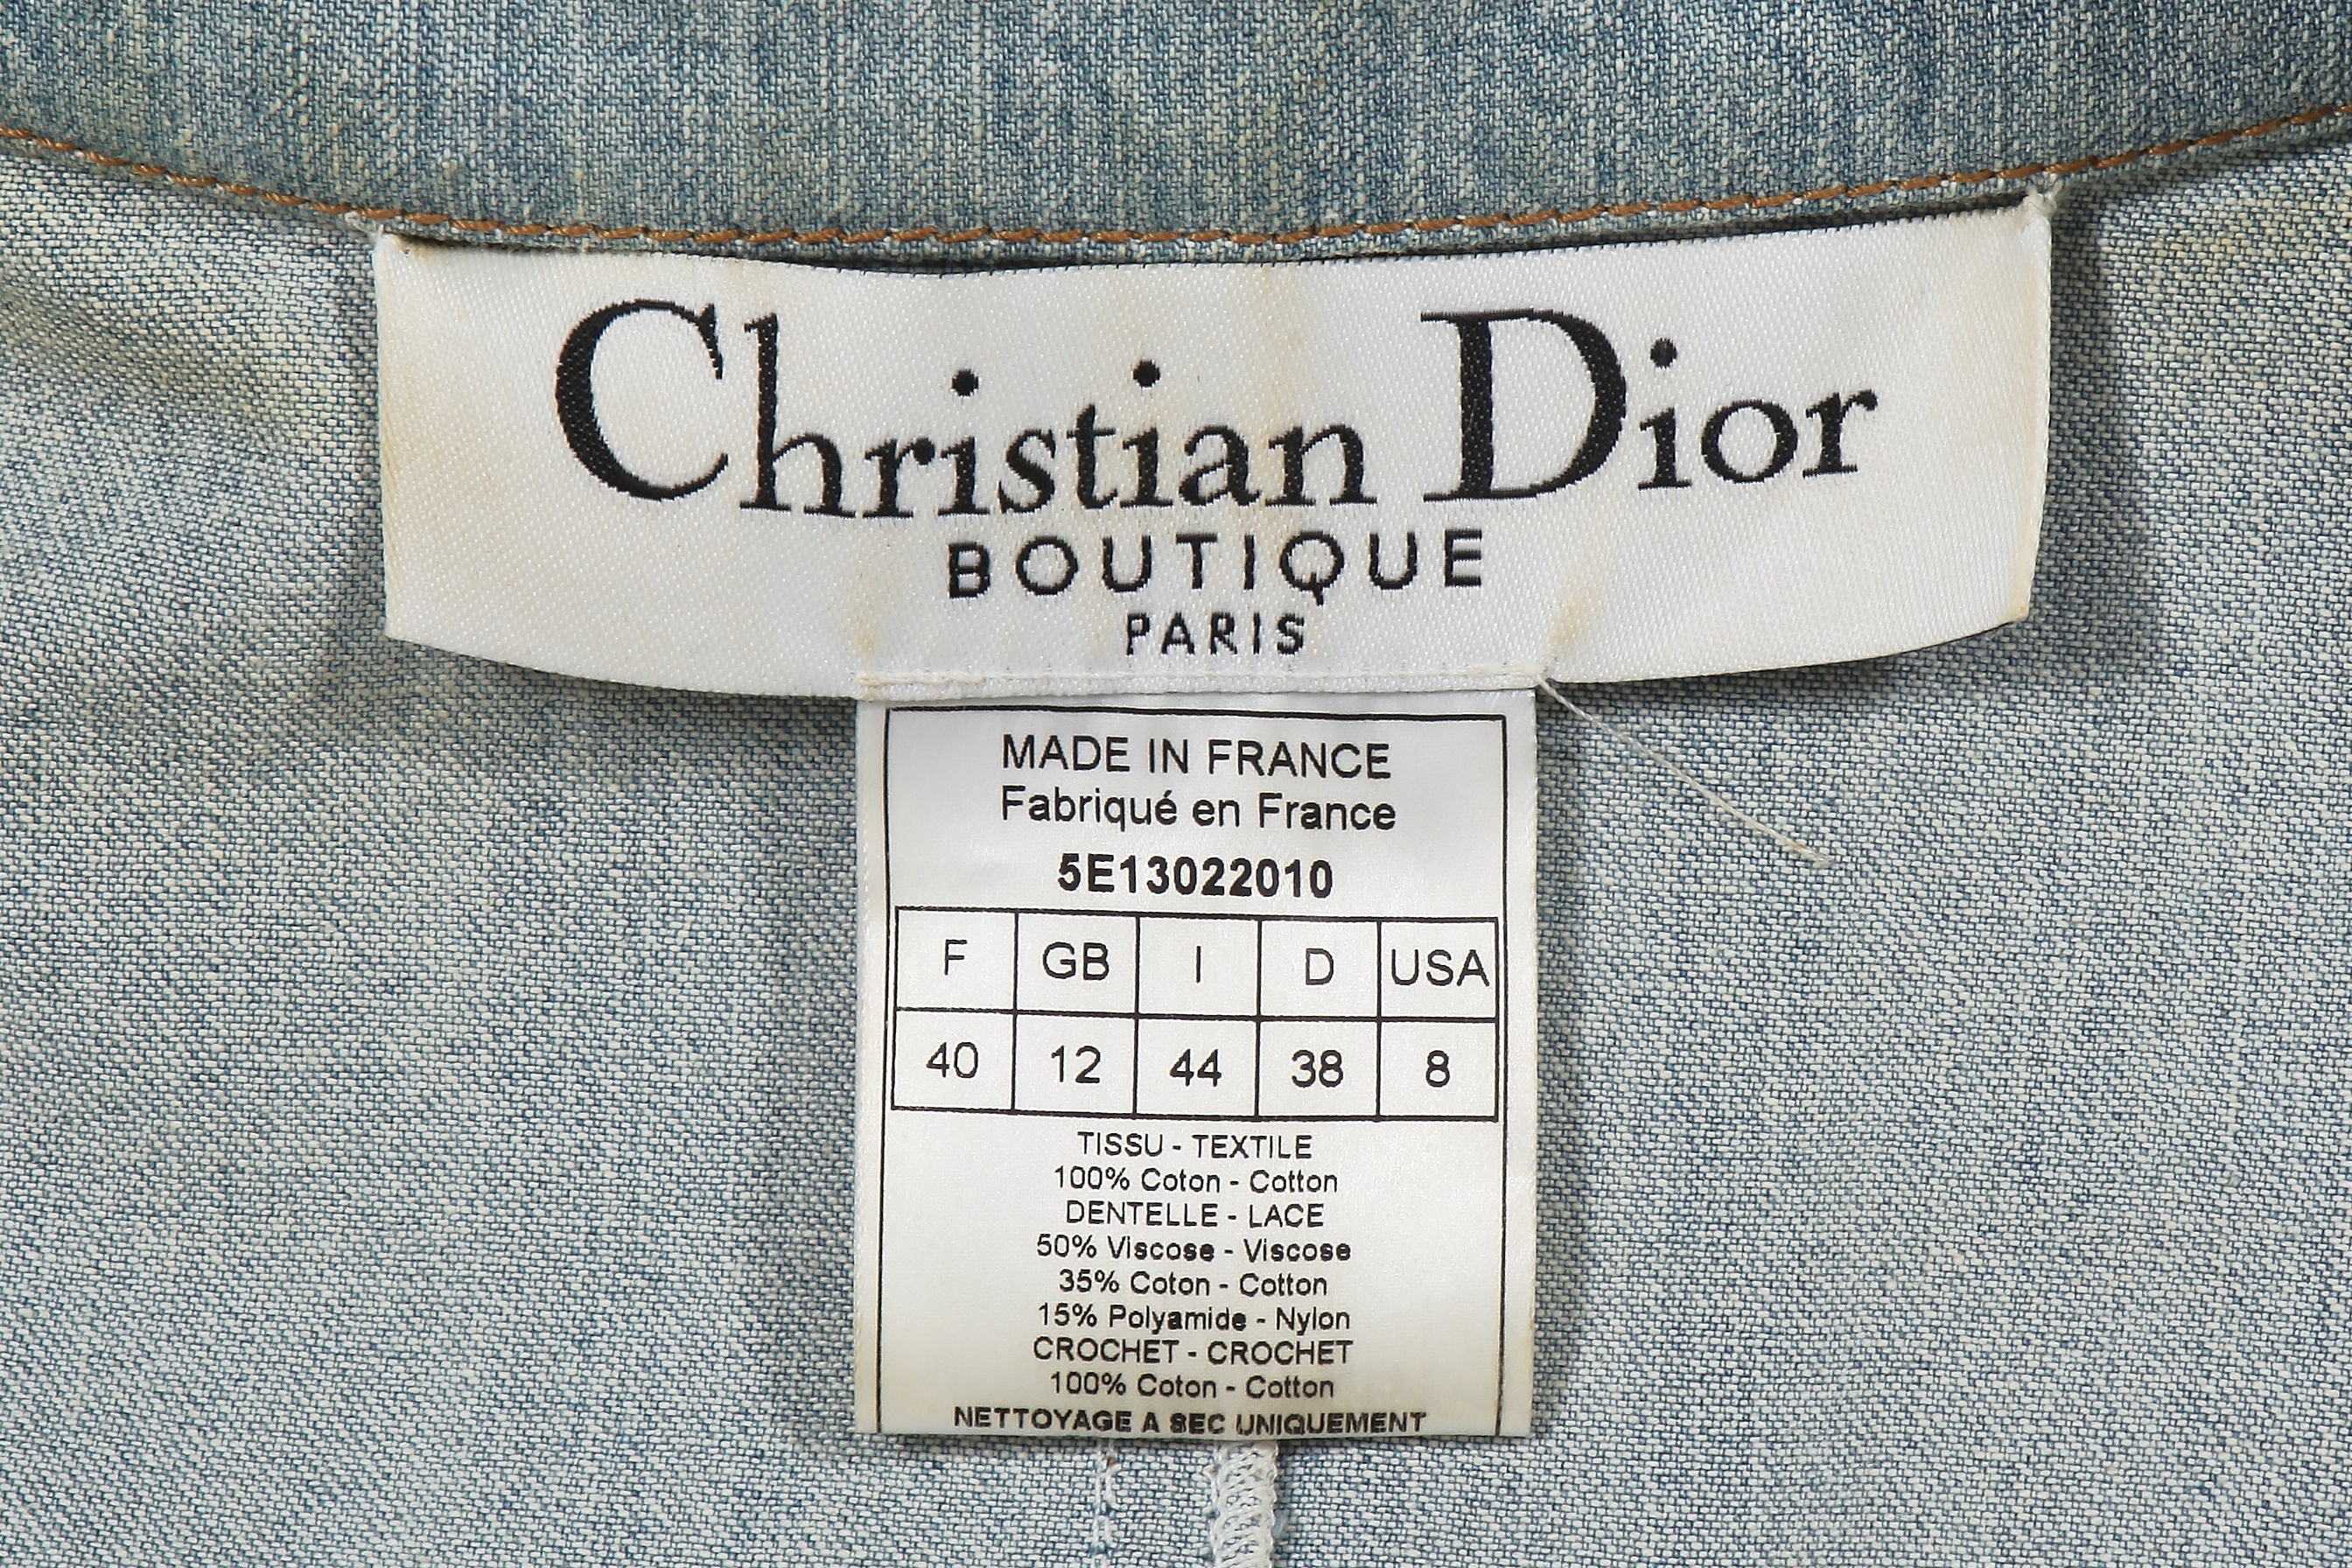 Christian Dior
BOUTIQUE
PARIS
MADE IN FRANCE
Fabriqué en France
5E13022010
F GB I D USA
40 12 44 38 8
TISSU - TEXTILE
100% Coton - Cotton
DENTELLE - LACE
50% Viscose - Viscose
35% Coton - Cotton
15% Polyamide - Nylon
CROCHET - CROCHET
100% Coton - Cotton
NETTOYAGE A SEC UNIQUEMENT